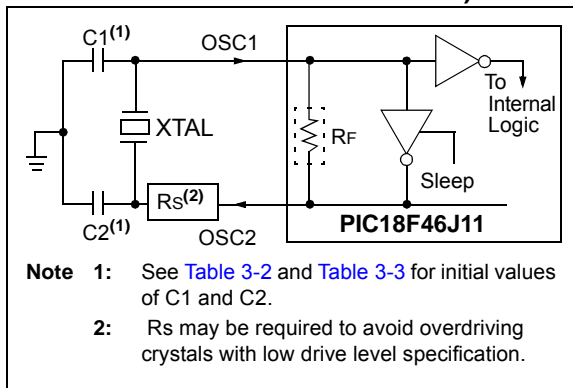 C1(1)
OSC1
To
Internal
Logic
XTAL
RF
Sleep
RS(2)
C2(1)
OSC2
PIC18F46J11
Note 1: See Table 3-2 and Table 3-3 for initial values
of C1 and C2.
2: Rs may be required to avoid overdriving
crystals with low drive level specification.